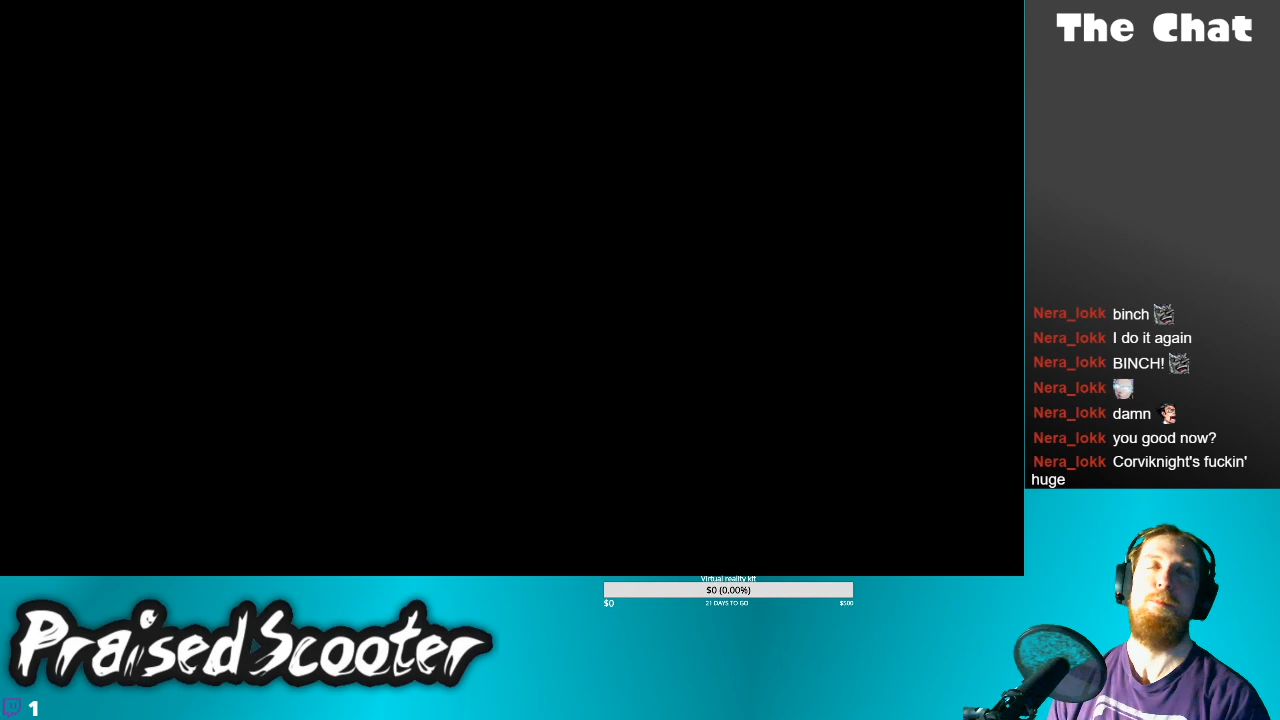 The Chat
Nera_lokk binch
Nera_lokk I do it again
Nera_lokk BINCH!
Nera_lokk
Nera_lokk damn
Nera_lokk you good now?
Nera_lokk Corviknight's fuckin'
huge
Virtual reality kit
$0 (0.00%)
$0 21 DAYS TO GO $500
PraisedScooter
1